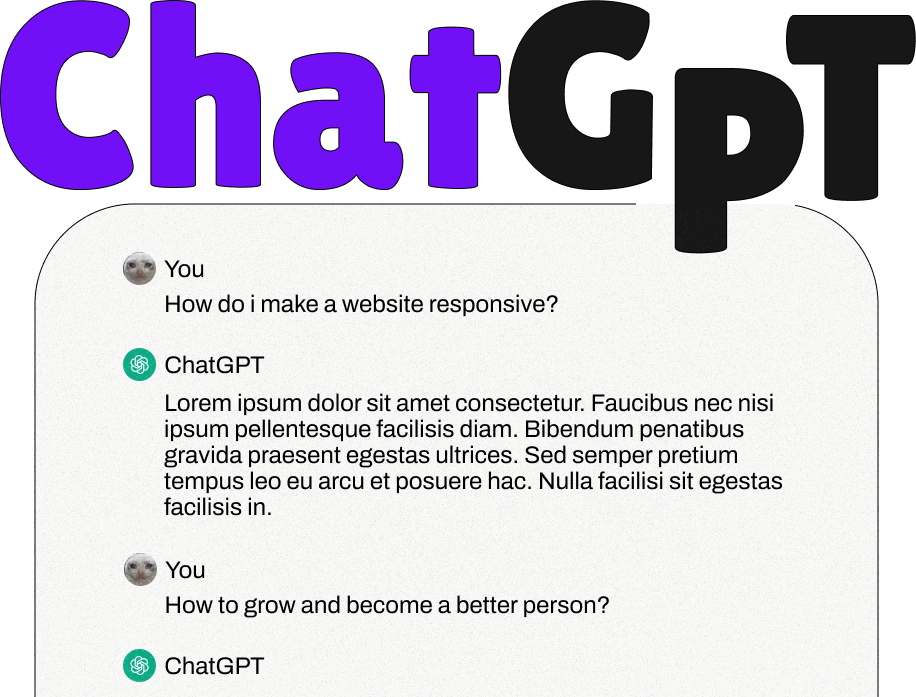 ChatGpT
You
How do i make a website responsive?
ChatGPT
Lorem ipsum dolor sit amet consectetur. Faucibus nec nisi
ipsum pellentesque facilisis diam. Bibendum penatibus
gravida praesent egestas ultrices. Sed semper pretium
tempus leo eu arcu et posuere hac. Nulla facilisi sit egestas
facilisis in.
You
How to grow and become a better person?
ChatGPT